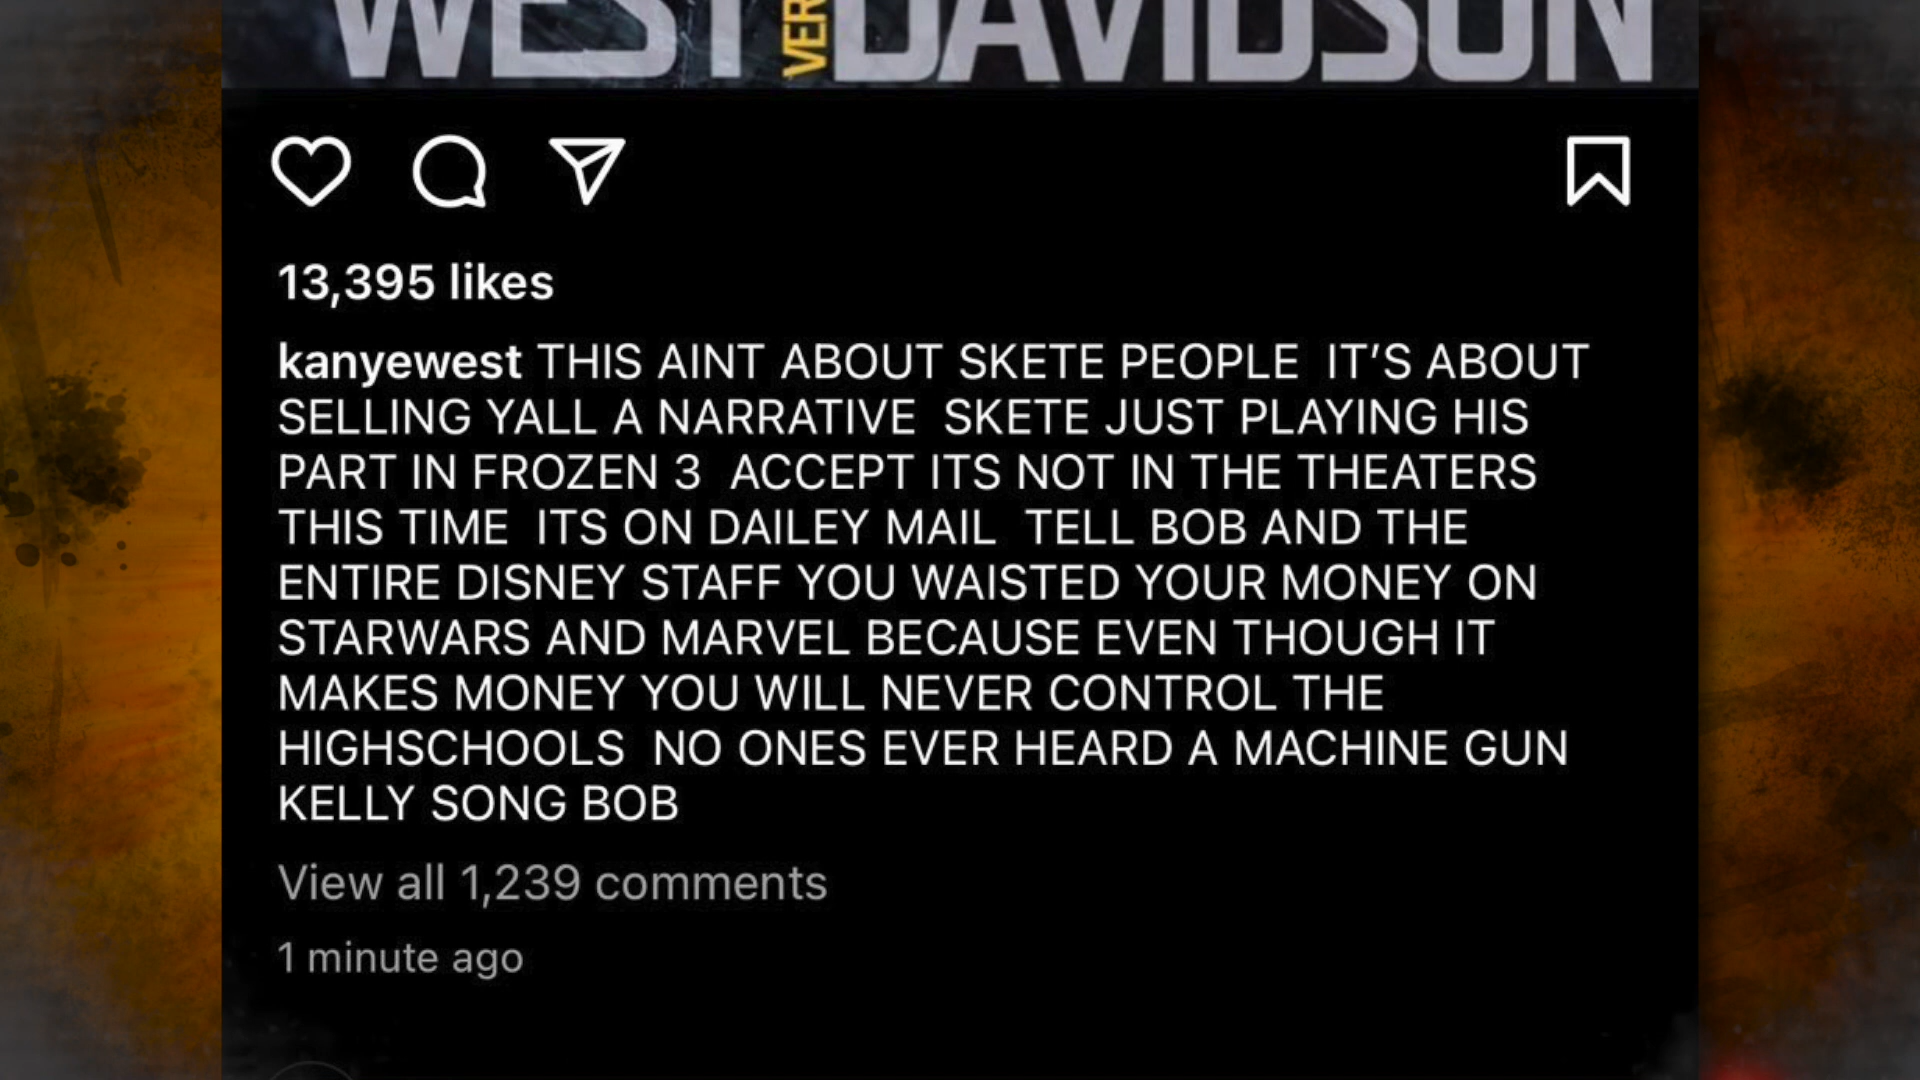 WEST VER DAVIDSON
13,395 likes
kanyewest THIS AINT ABOUT SKETE PEOPLE  IT'S ABOUT
SELLING YALL A NARRATIVE  SKETE JUST PLAYING HIS
PART IN FROZEN 3  ACCEPT ITS NOT IN THE THEATERS
THIS TIME  ITS ON DAILEY MAIL  TELL BOB AND THE
ENTIRE DISNEY STAFF YOU WAISTED YOUR MONEY ON
STARWARS AND MARVEL BECAUSE EVEN THOUGH IT
MAKES MONEY YOU WILL NEVER CONTROL THE
HIGHSCHOOLS  NO ONES EVER HEARD A MACHINE GUN
KELLY SONG BOB
View all 1,239 comments
1 minute ago